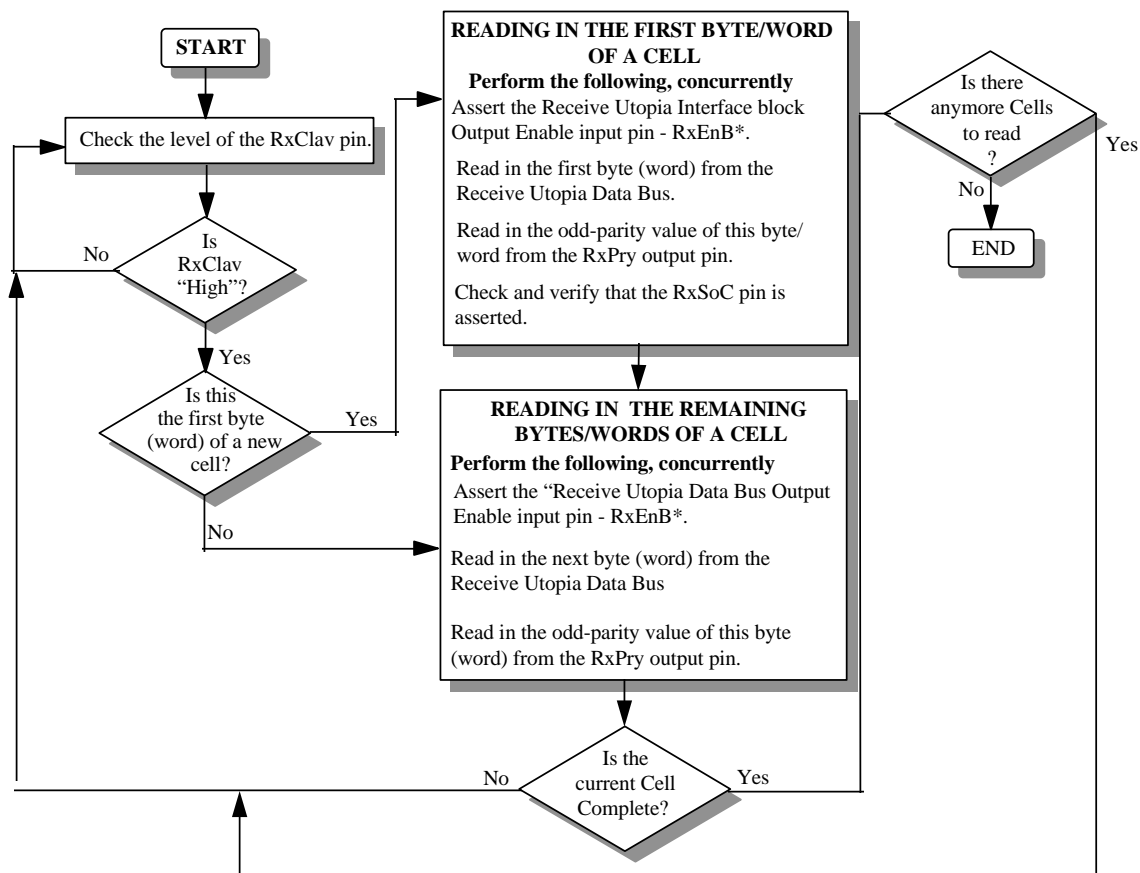 START
Check the level of the RxClav pin.
Is
RxClav
“High”?
No
Yes
Is this
the first byte
(word) of a new
cell?
Yes
No
READING IN THE FIRST BYTE/WORD
OF A CELL
Perform the following, concurrently
Assert the Receive Utopia Interface block
Output Enable input pin - RxEnB*.
Read in the first byte (word) from the
Receive Utopia Data Bus.
Read in the odd-parity value of this byte/
word from the RxPry output pin.
Check and verify that the RxSoC pin is
asserted.
READING IN THE REMAINING
BYTES/WORDS OF A CELL
Perform the following, concurrently
Assert the “Receive Utopia Data Bus Output
Enable input pin - RxEnB*.
Read in the next byte (word) from the
Receive Utopia Data Bus
Read in the odd-parity value of this byte
(word) from the RxPry output pin.
Is the
current Cell
Complete?
No
Yes
Is there
anymore Cells
to read
?
Yes
No
END